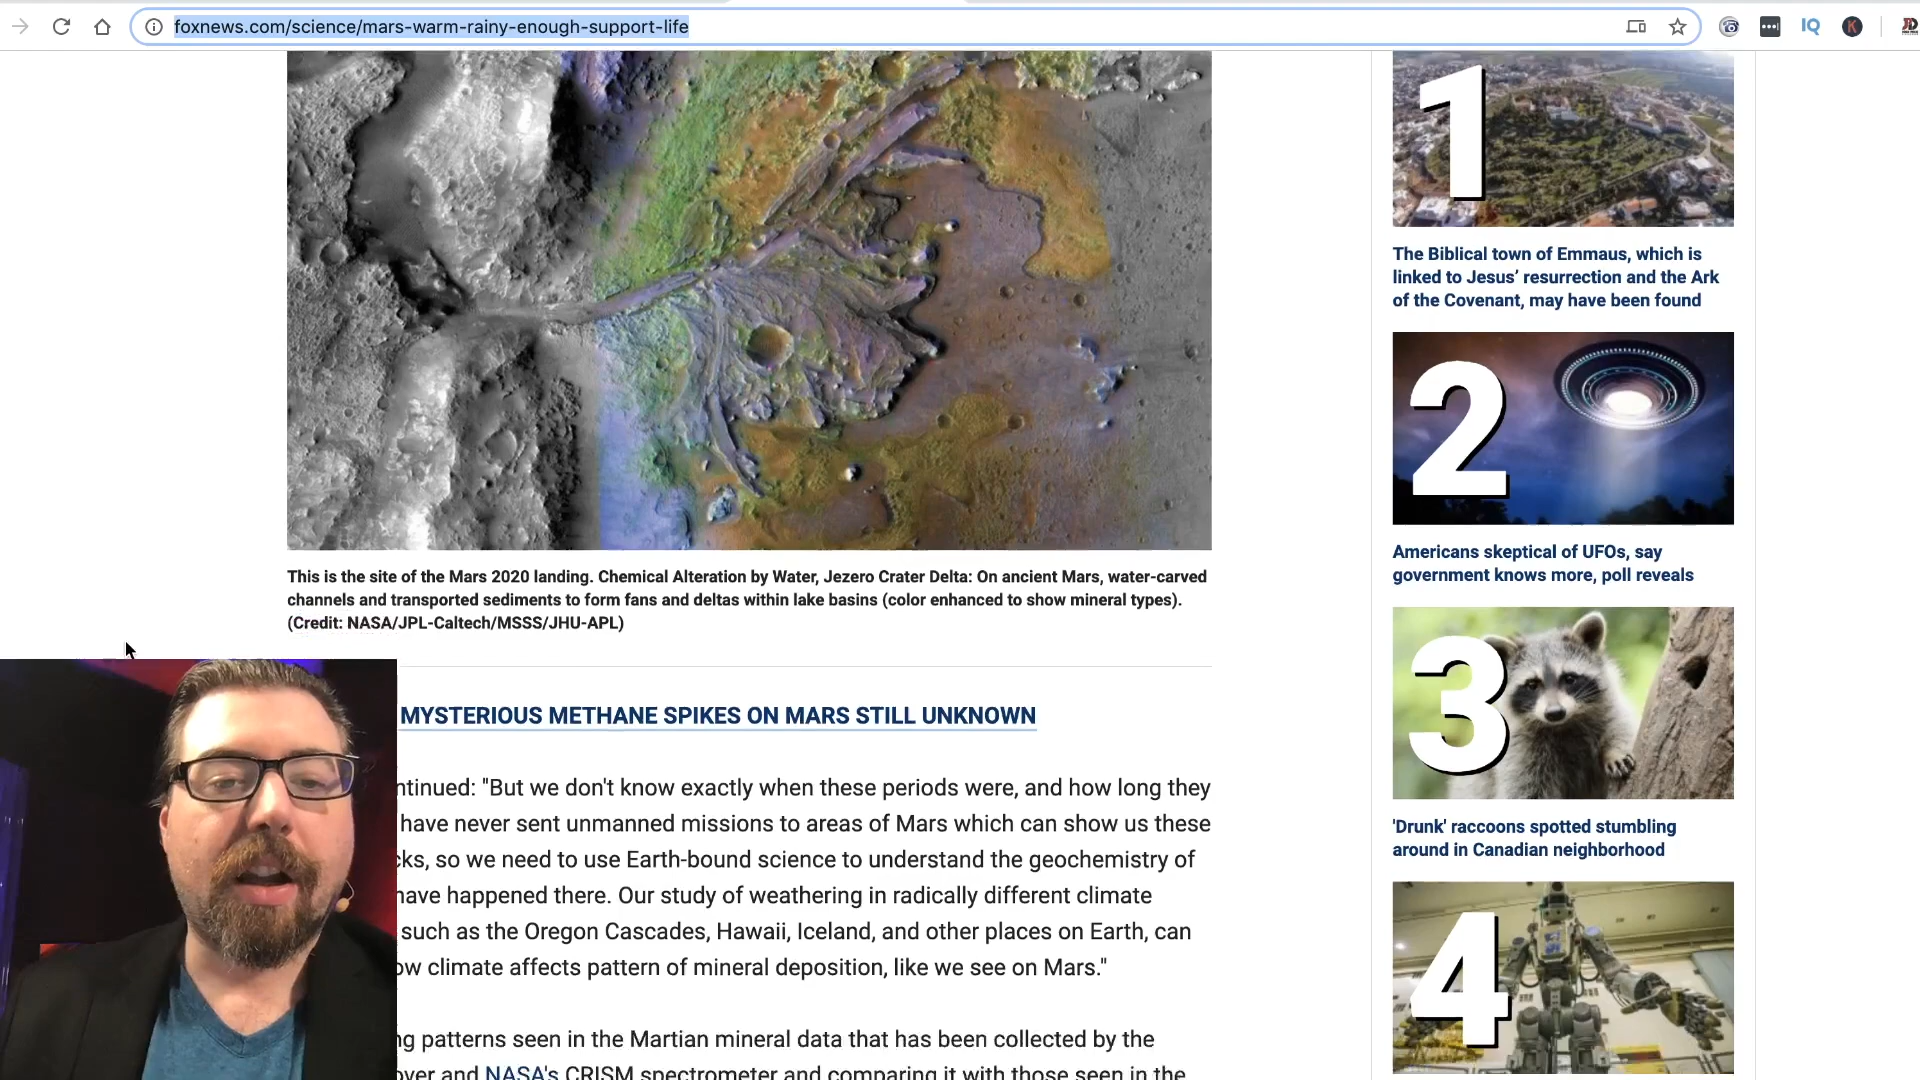 foxnews.com/science/mars-warm-rainy-enough-support-life
IQ
K
This is the site of the Mars 2020 landing. Chemical Alteration by Water, Jezero Crater Delta: On ancient Mars, water-carved
channels and transported sediments to form fans and deltas within lake basins (color enhanced to show mineral types).
(Credit: NASA/JPL-Caltech/MSSS/JHU-APL)
MYSTERIOUS METHANE SPIKES ON MARS STILL UNKNOWN
ntinued: "But we don't know exactly when these periods were, and how long they
have never sent unmanned missions to areas of Mars which can show us these
cks, so we need to use Earth-bound science to understand the geochemistry of
have happened there. Our study of weathering in radically different climate
such as the Oregon Cascades, Hawaii, Iceland, and other places on Earth, can
ow climate affects pattern of mineral deposition, like we see on Mars."
ng patterns seen in the Martian mineral data that has been collected by the
over and NASA's CRISM spectrometer and comparing it with those seen in the
1
The Biblical town of Emmaus, which is
linked to Jesus’ resurrection and the Ark
of the Covenant, may have been found
2
Americans skeptical of UFOs, say
government knows more, poll reveals
3
'Drunk' raccoons spotted stumbling
around in Canadian neighborhood
4